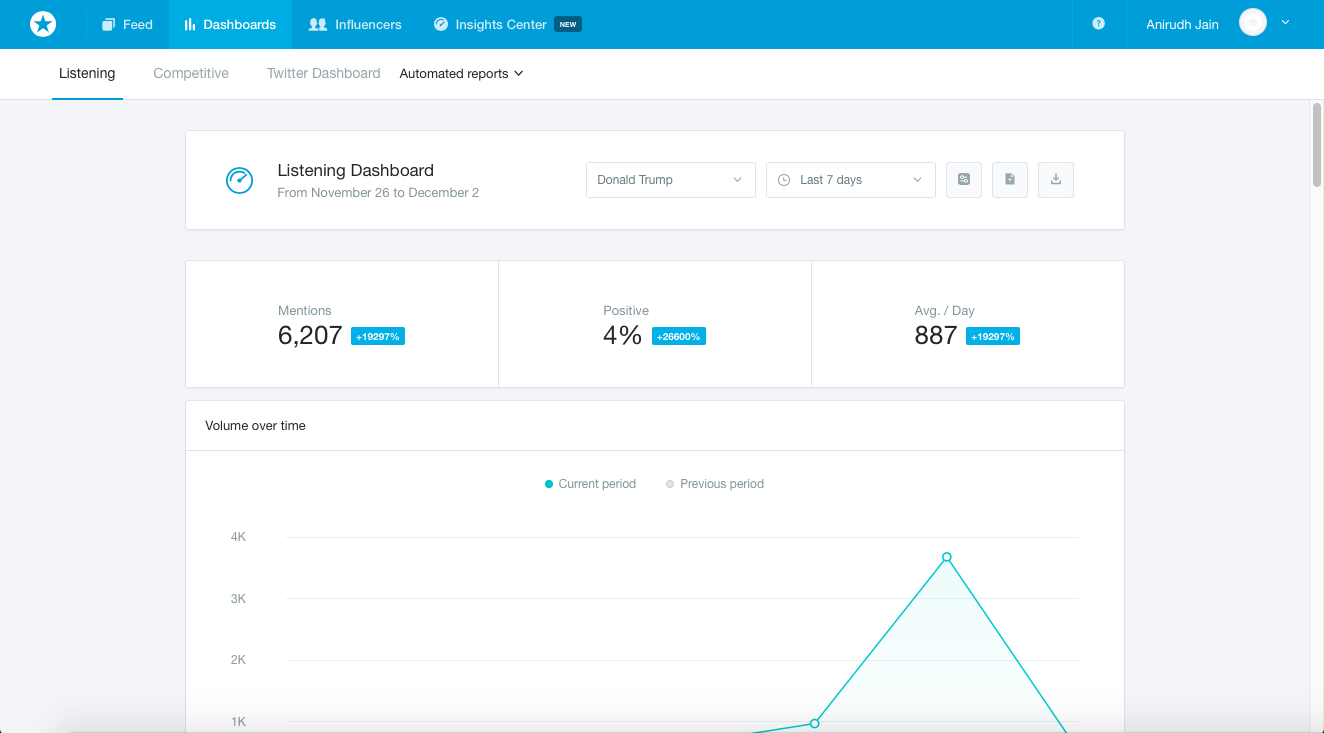 Feed Dashboards Influencers Insights Center NEW ? Anirudh Jain
Listening Competitive Twitter Dashboard Automated reports
Listening Dashboard
From November 26 to December 2
Donald Trump Last 7 days
Mentions Positive Avg. / Day
6,207 +19297% 4% +26600% 887 +19297%
Volume over time
Current period Previous period
4K
3K
2K
1K